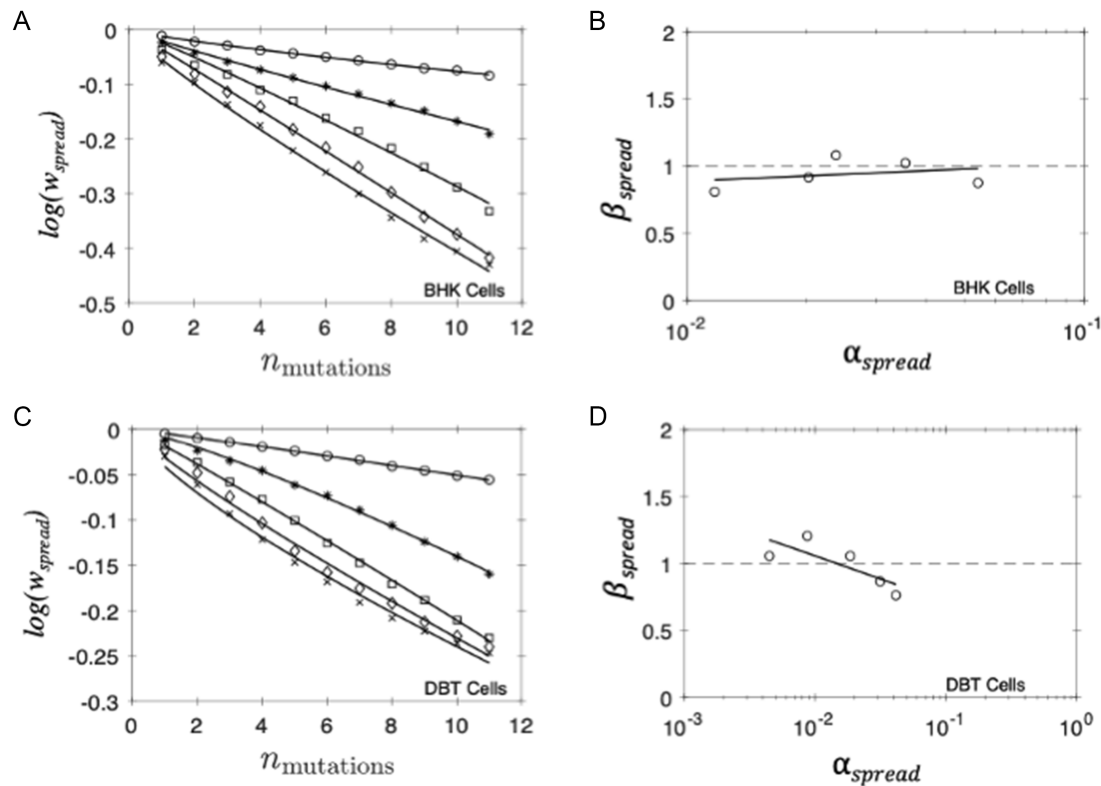 A
0
-0.1
-0.2
-0.3
-0.4
-0.5
log(w_spread)
0 2 4 6 8 10 12
n_mutations
BHK Cells
B
2
1.5
1
0.5
0
β_spread
10^-2 10^-1
α_spread
BHK Cells
C
0
-0.05
-0.1
-0.15
-0.2
-0.25
-0.3
log(w_spread)
0 2 4 6 8 10 12
n_mutations
DBT Cells
D
2
1.5
1
0.5
0
β_spread
10^-3 10^-2 10^-1 10^0
α_spread
DBT Cells